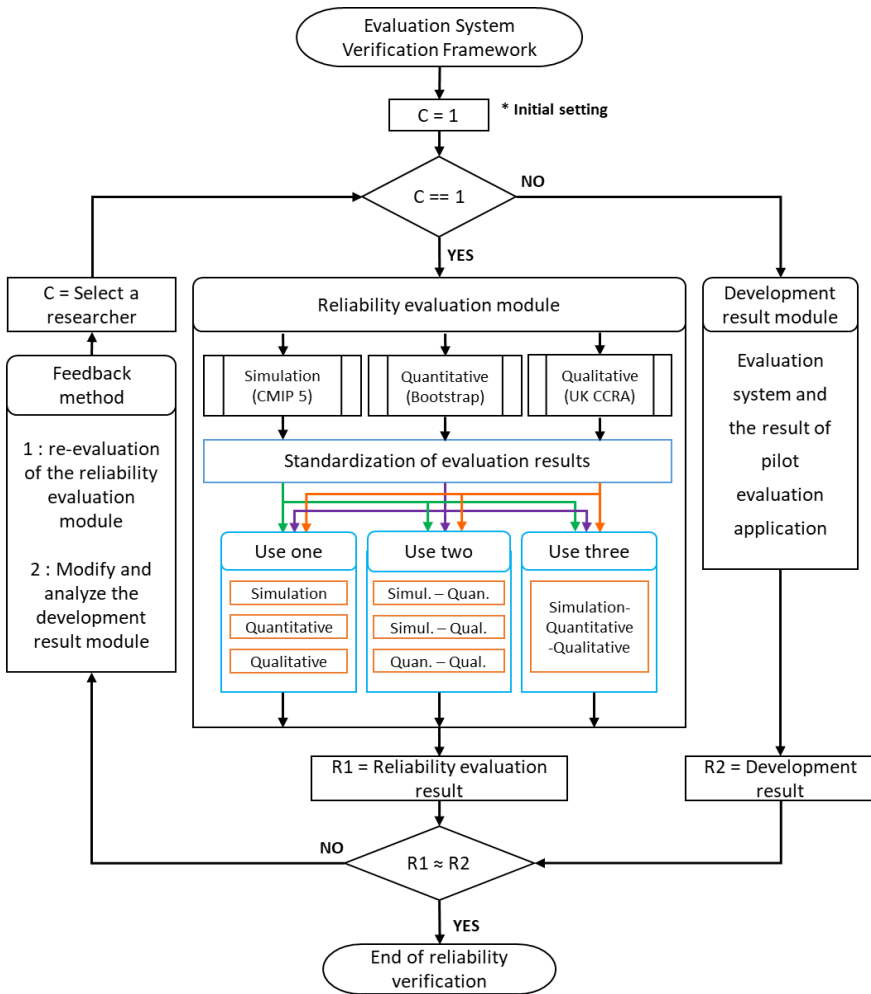 Evaluation System
Verification Framework
C = 1
* Initial setting
C == 1
NO
YES
C = Select a
researcher
Feedback
method
1 : re-evaluation
of the reliability
evaluation
module
2 : Modify and
analyze the
development
result module
Reliability evaluation module
Simulation
(CMIP 5)
Quantitative
(Bootstrap)
Qualitative
(UK CCRA)
Standardization of evaluation results
Use one
Simulation
Quantitative
Qualitative
Use two
Simul. – Quan.
Simul. – Qual.
Quan. – Qual.
Use three
Simulation-
Quantitative
-Qualitative
Development
result module
Evaluation
system and
the result of
pilot
evaluation
application
R1 = Reliability evaluation
result
R2 = Development
result
R1 ≈ R2
NO
YES
End of reliability
verification